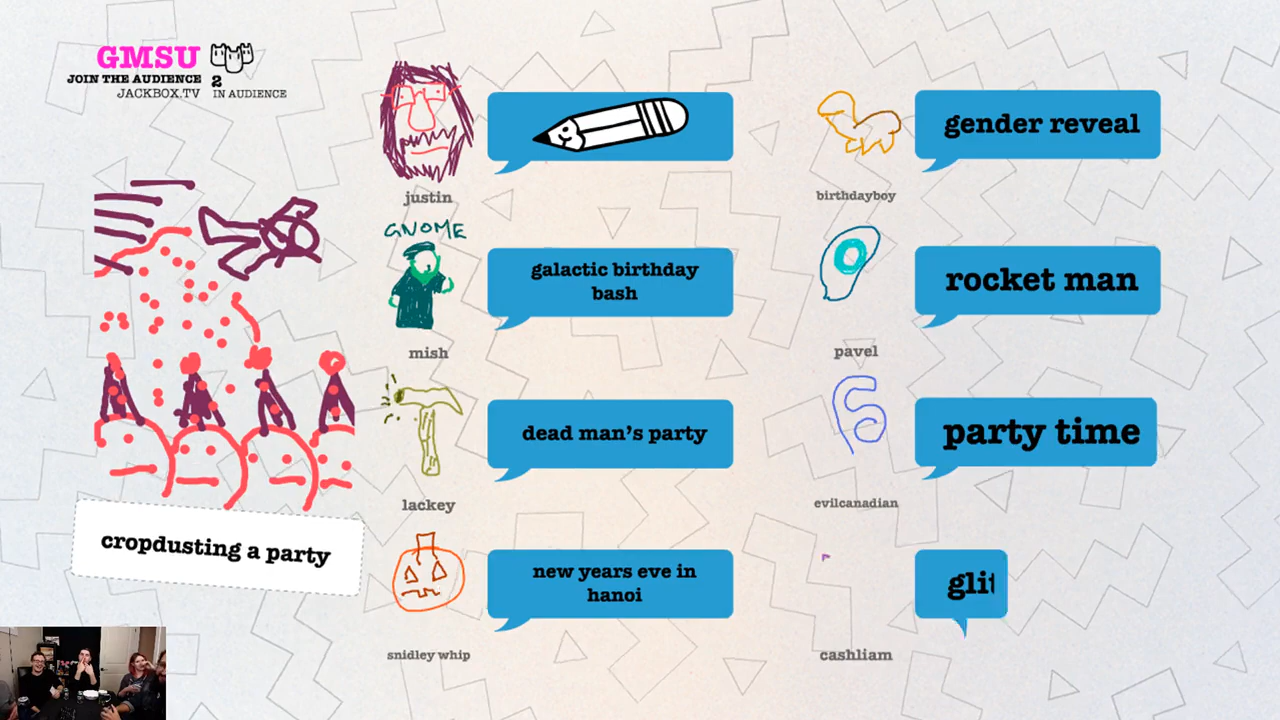 GMSU
JOIN THE AUDIENCE
JACKBOX.TV
2
IN AUDIENCE
justin
gender reveal
birthdayboy
GNOME
galactic birthday
bash
mish
rocket man
pavel
dead man's party
lackey
party time
evilcanadian
cropdusting a party
new years eve in
hanoi
snidley whip
cashliam